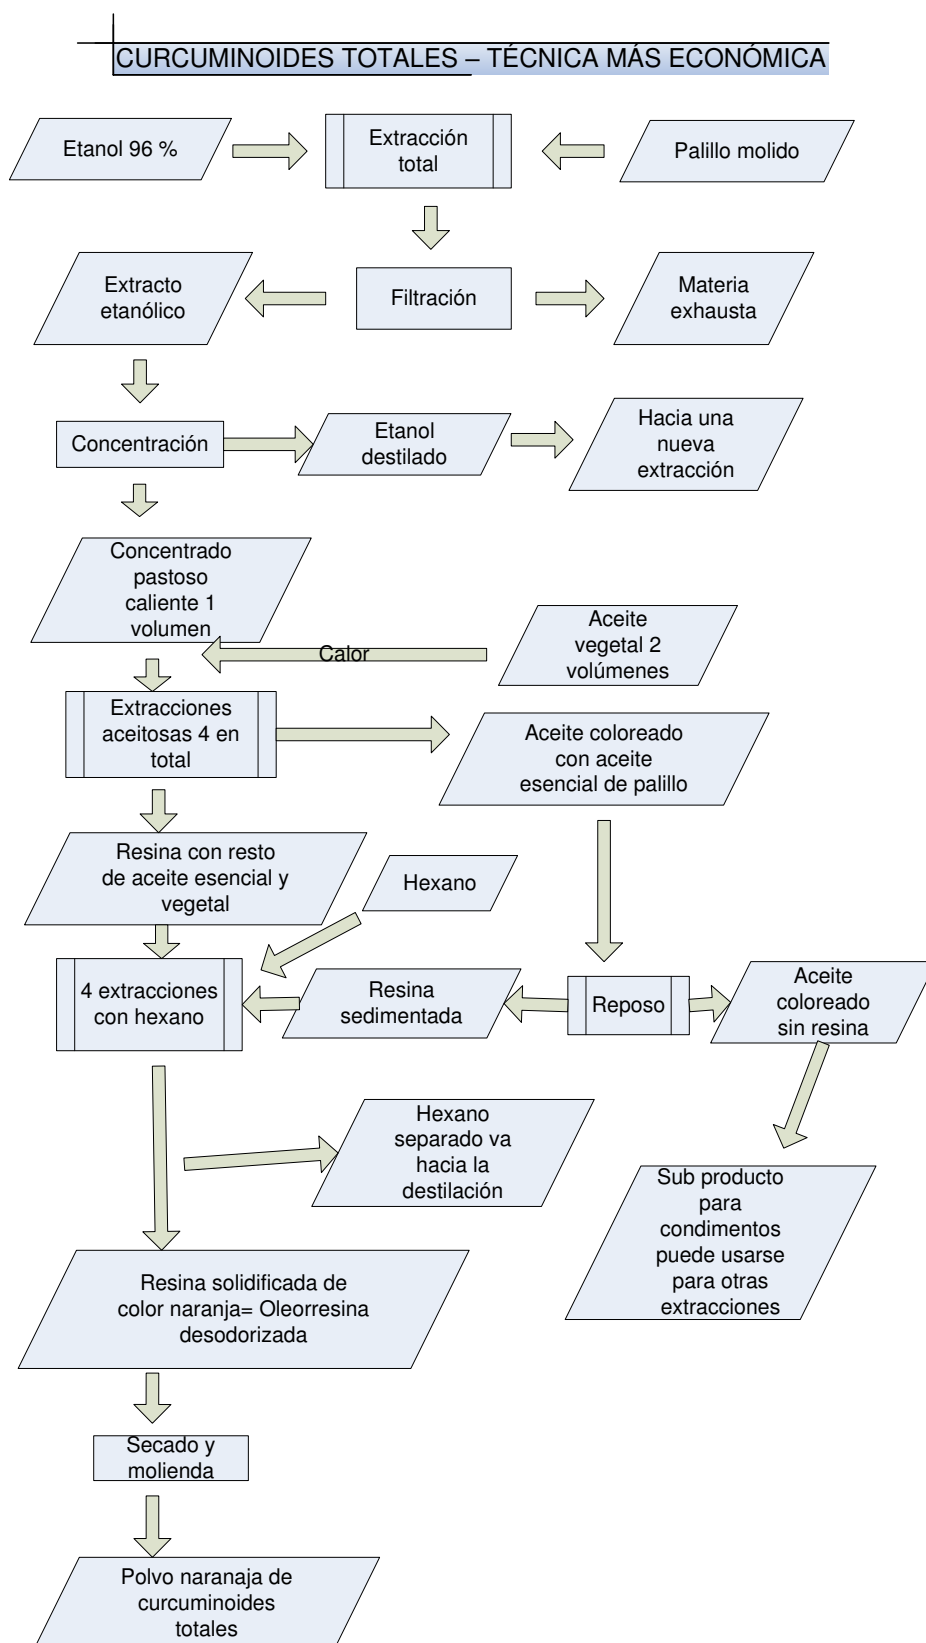 CURCUMINOIDES TOTALES – TÉCNICA MÁS ECONÓMICA
Etanol 96 %
Extracción
total
Palillo molido
Extracto
etanólico
Filtración
Materia
exhausta
Concentración
Etanol
destilado
Hacia una
nueva
extracción
Concentrado
pastoso
caliente 1
volumen
Calor
Aceite
vegetal 2
volúmenes
Extracciones
aceitosas 4 en
total
Aceite coloreado
con aceite
esencial de palillo
Resina con resto
de aceite esencial y
vegetal
Hexano
4 extracciones
con hexano
Resina
sedimentada
Reposo
Aceite
coloreado
sin resina
Hexano
separado va
hacia la
destilación
Sub producto
para
condimentos
puede usarse
para otras
extracciones
Resina solidificada de
color naranja= Oleorresina
desodorizada
Secado y
molienda
Polvo naranaja de
curcuminoides
totales